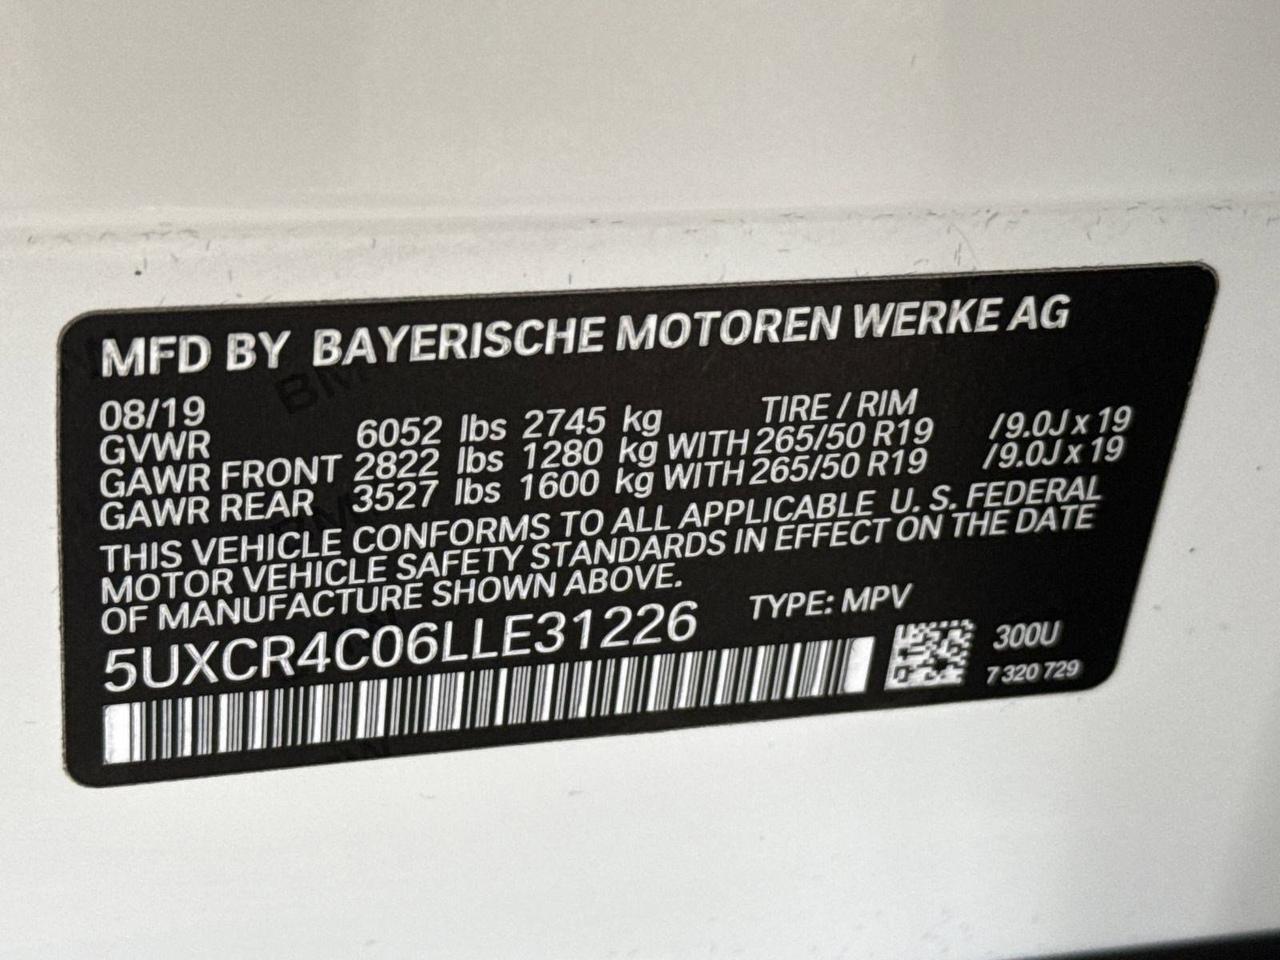 MFD BY BAYERISCHE MOTOREN WERKE AG
08/19 TIRE / RIM
GVWR 6052 lbs 2745 kg
GAWR FRONT 2822 lbs 1280 kg WITH 265/50 R19 /9.0J x 19
GAWR REAR 3527 lbs 1600 kg WITH 265/50 R19 /9.0J x 19
THIS VEHICLE CONFORMS TO ALL APPLICABLE U. S. FEDERAL
MOTOR VEHICLE SAFETY STANDARDS IN EFFECT ON THE DATE
OF MANUFACTURE SHOWN ABOVE.
5UXCR4C06LLE31226 TYPE: MPV
300U
7 320 729